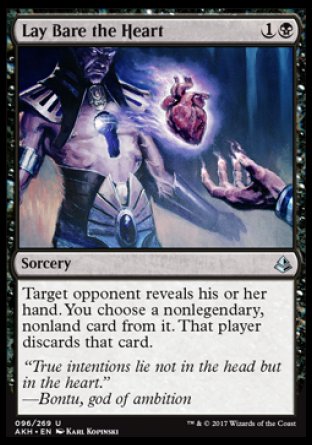 Lay Bare the Heart 1
Sorcery
Target opponent reveals his or her
hand. You choose a nonlegendary,
nonland card from it. That player
discards that card.
“True intentions lie not in the head but
in the heart.”
—Bontu, god of ambition
096/269 U
AKH • EN Karl Kopinski
™ & © 2017 Wizards of the Coast